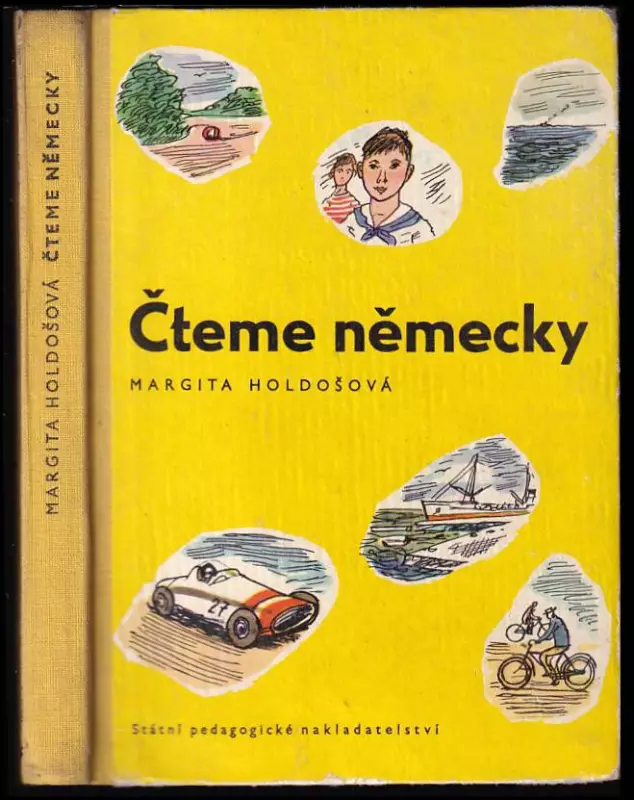 MARGITA HOLDOŠOVÁ ČTEME NĚMECKY
Čteme německy
MARGITA HOLDOŠOVÁ
27
Státní pedagogické nakladatelství